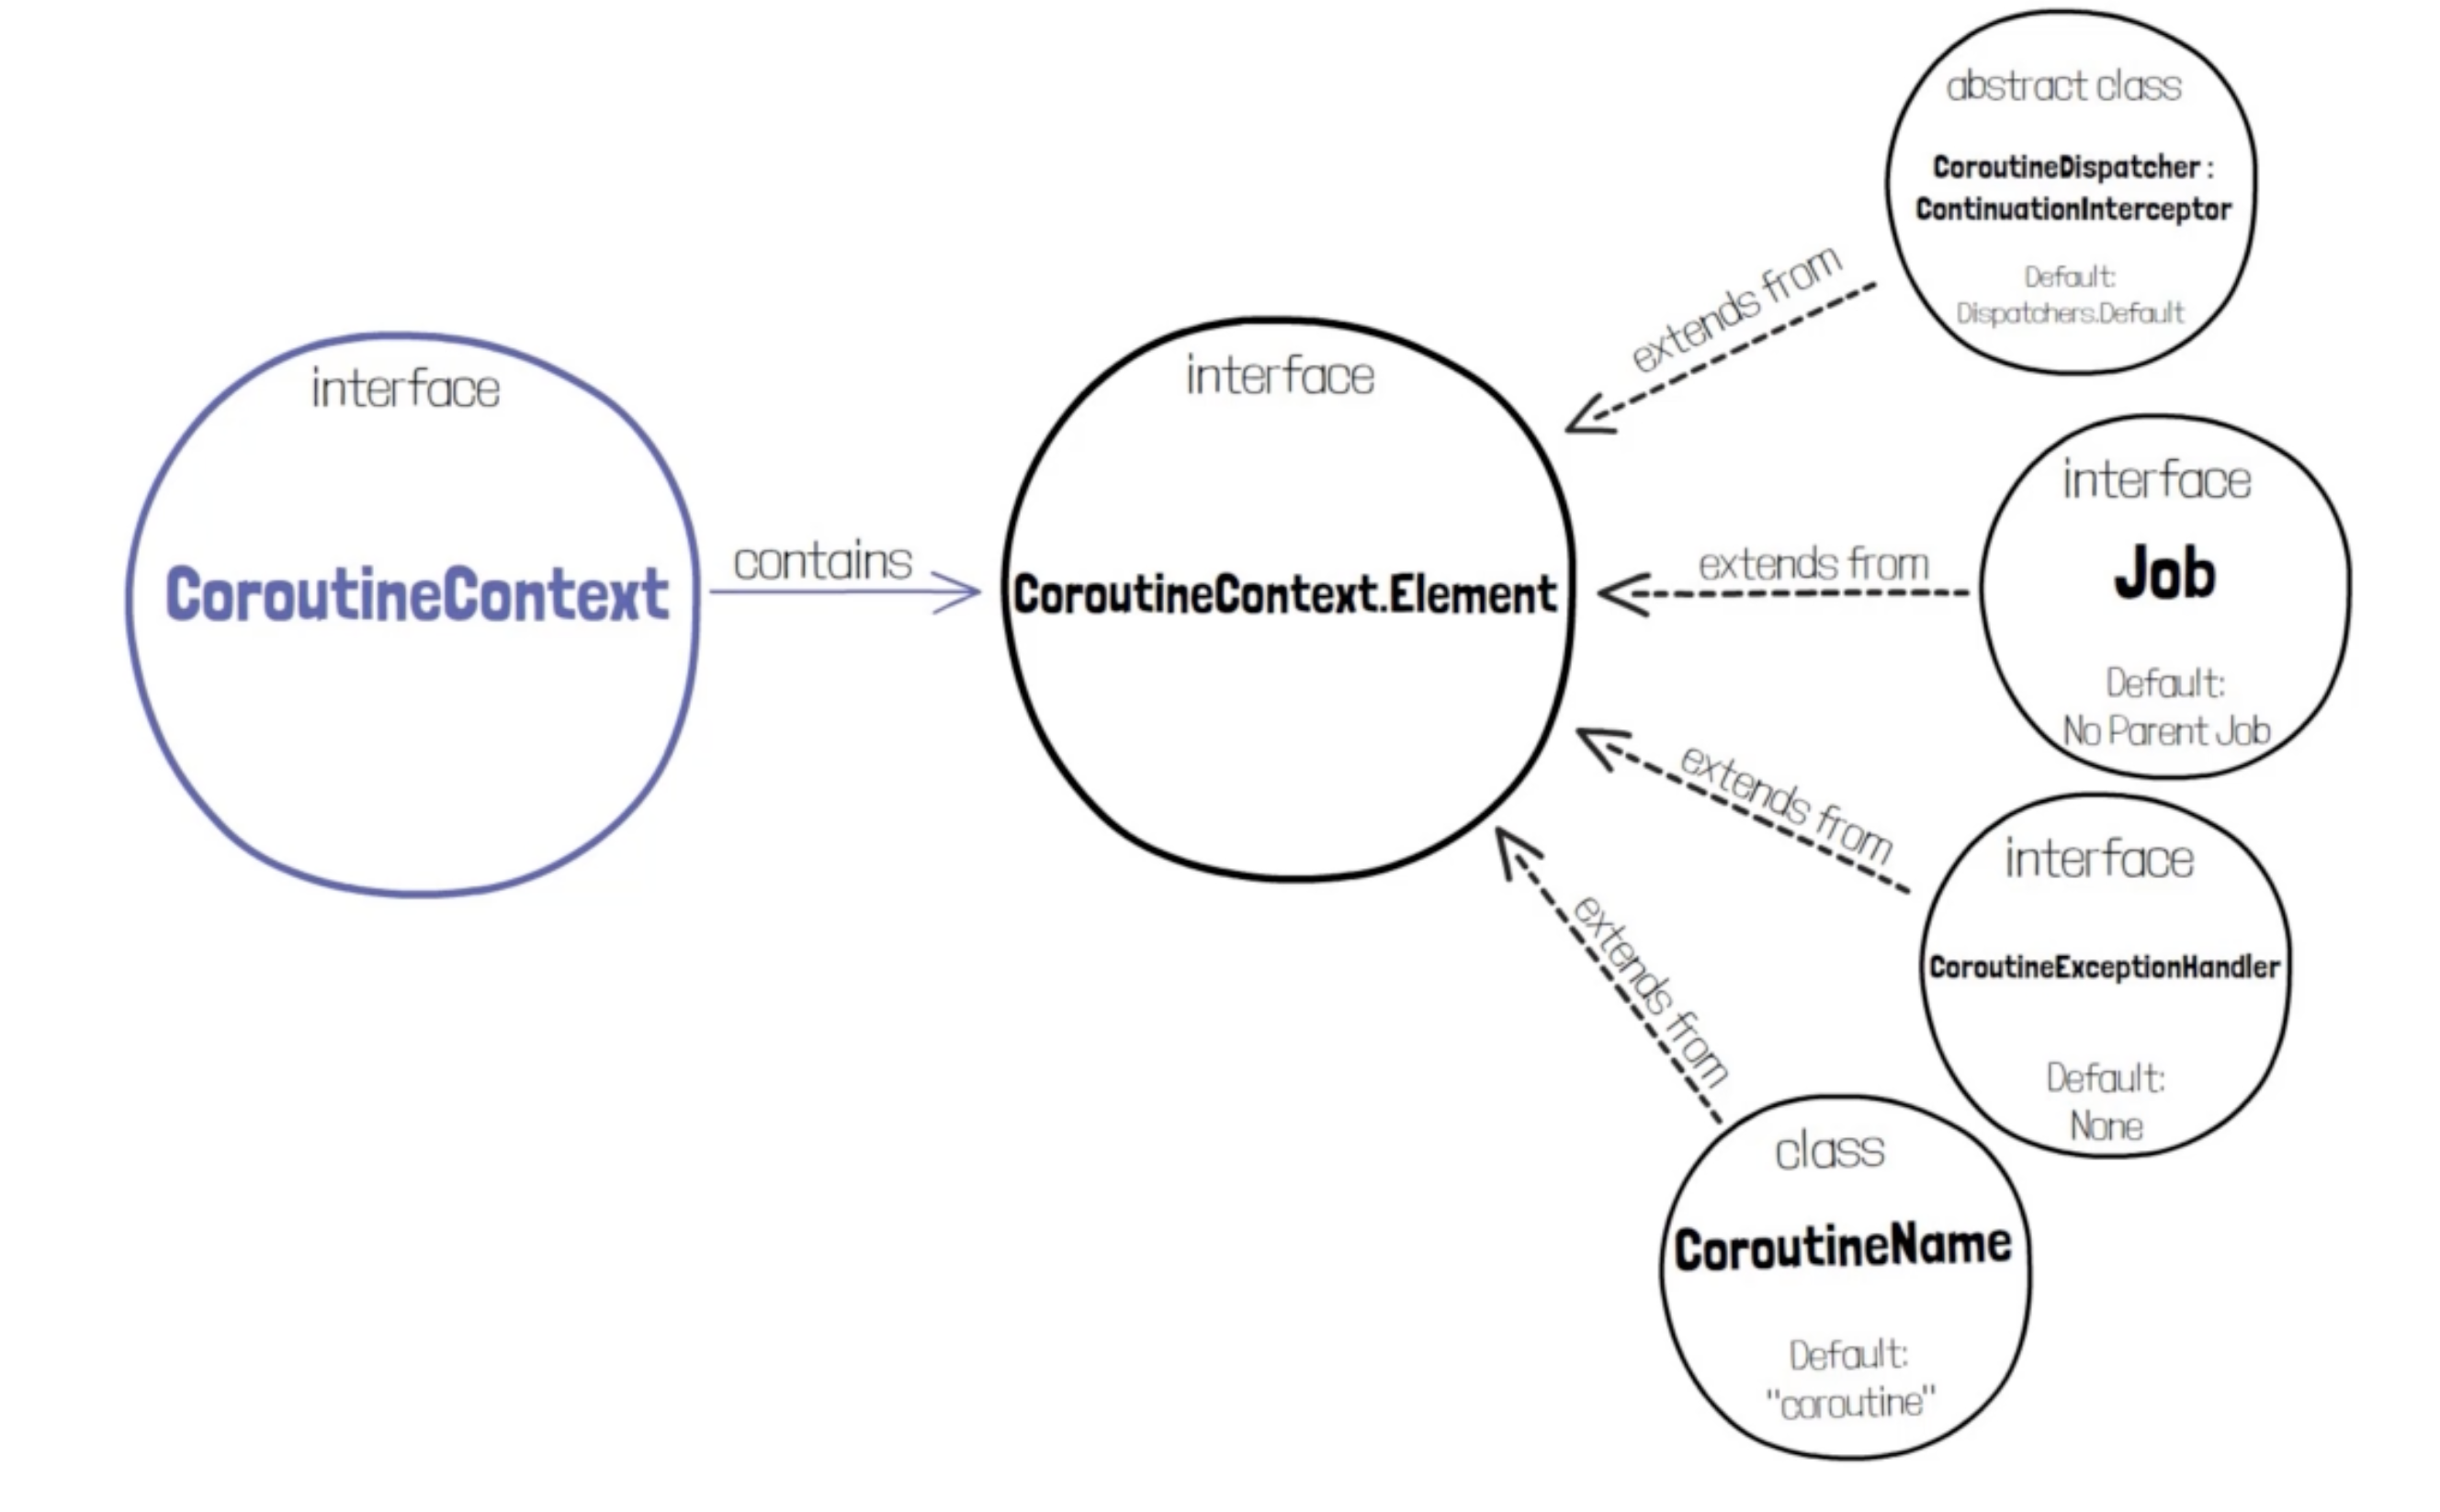 interface
CoroutineContext
contains
interface
CoroutineContext.Element
extends from
abstract class
CoroutineDispatcher :
ContinuationInterceptor
Default:
Dispatchers.Default
extends from
interface
Job
Default:
No Parent Job
extends from
interface
CoroutineExceptionHandler
Default:
None
extends from
class
CoroutineName
Default:
"coroutine"